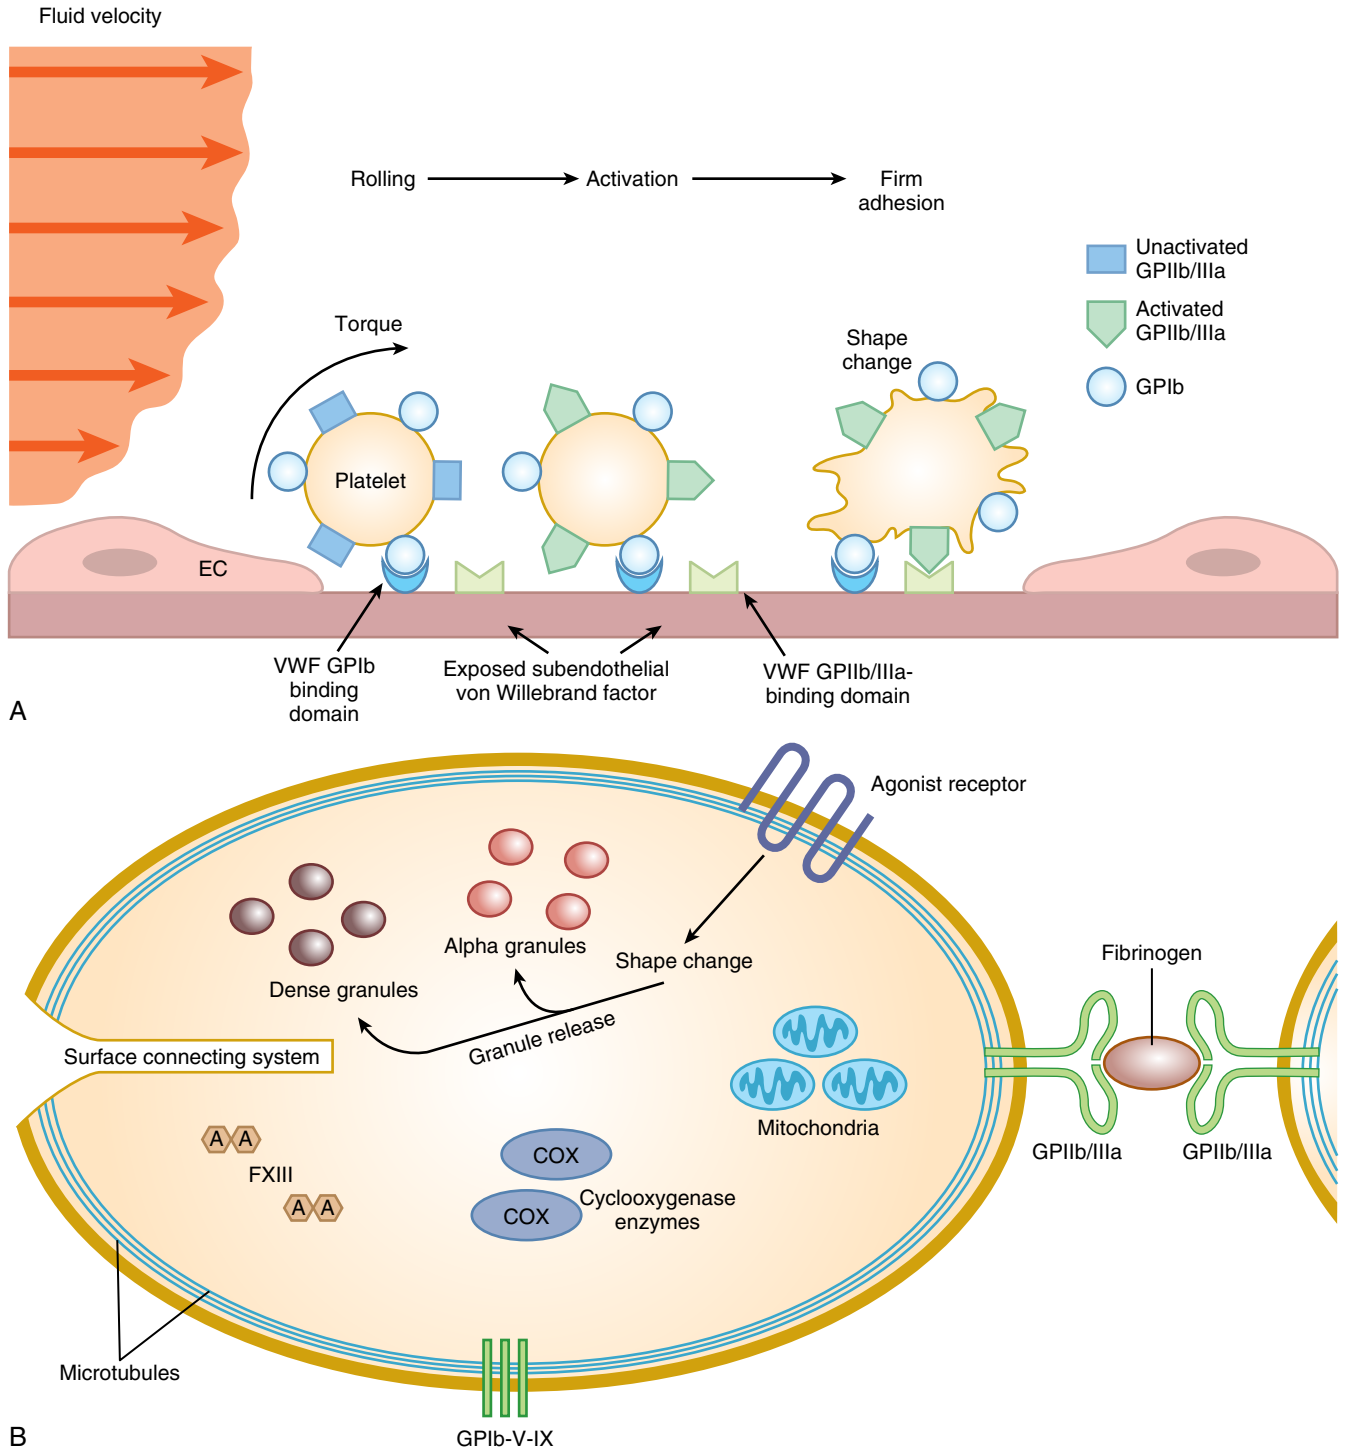 Fluid velocity
Rolling
Activation
Firm
adhesion
Unactivated
GPIIb/IIIa
Activated
GPIIb/IIIa
GPIb
Torque
Shape
change
Platelet
EC
VWF GPIb
binding
domain
Exposed subendothelial
von Willebrand factor
VWF GPIIb/IIIa-
binding domain
A
Agonist receptor
Alpha granules
Shape change
Dense granules
Granule release
Fibrinogen
Surface connecting system
Mitochondria
GPIIb/IIIa
GPIIb/IIIa
A A
FXIII
A A
COX
COX
Cyclooxygenase
enzymes
Microtubules
GPIb-V-IX
B